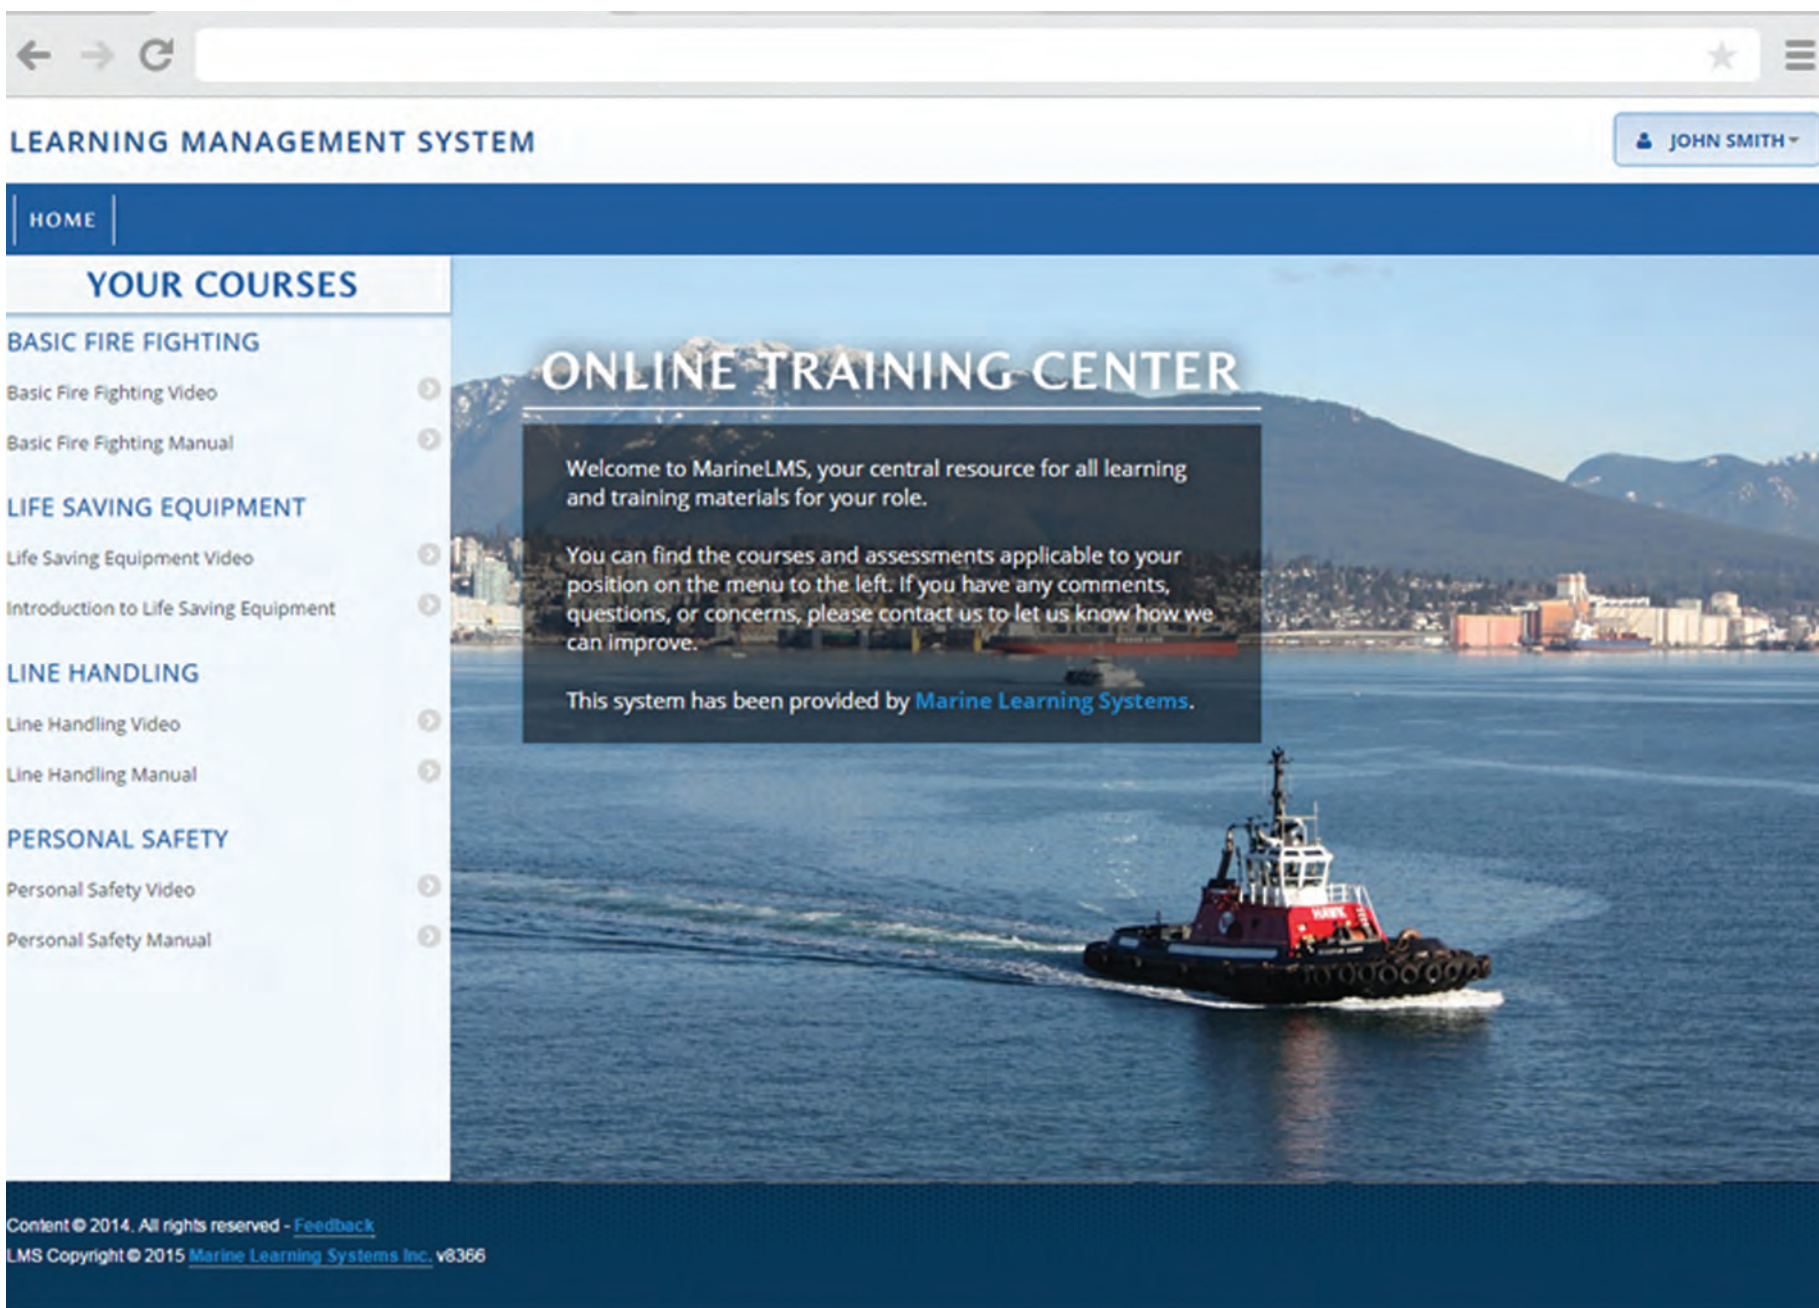 LEARNING MANAGEMENT SYSTEM
JOHN SMITH
HOME
YOUR COURSES
BASIC FIRE FIGHTING
Basic Fire Fighting Video
Basic Fire Fighting Manual
LIFE SAVING EQUIPMENT
Life Saving Equipment Video
Introduction to Life Saving Equipment
LINE HANDLING
Line Handling Video
Line Handling Manual
PERSONAL SAFETY
Personal Safety Video
Personal Safety Manual
ONLINE TRAINING CENTER
Welcome to MarineLMS, your central resource for all learning
and training materials for your role.
You can find the courses and assessments applicable to your
position on the menu to the left. If you have any comments,
questions, or concerns, please contact us to let us know how we
can improve.
This system has been provided by Marine Learning Systems.
HAWK
Content © 2014. All rights reserved - Feedback
LMS Copyright © 2015 Marine Learning Systems Inc. v8366